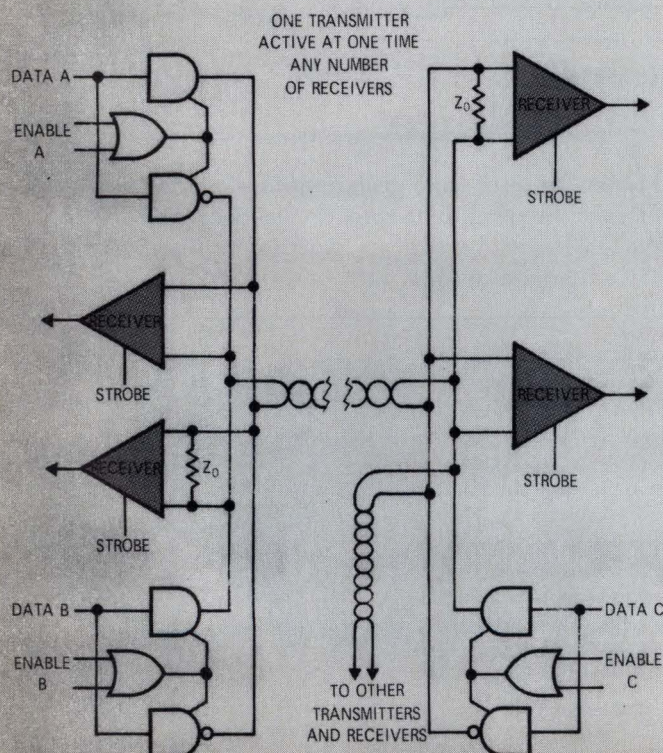 ONE TRANSMITTER
ACTIVE AT ONE TIME
ANY NUMBER
OF RECEIVERS
DATA A
ENABLE
A
Z₀
RECEIVER
STROBE
RECEIVER
STROBE
RECEIVER
Z₀
STROBE
RECEIVER
STROBE
DATA B
ENABLE
B
TO OTHER
TRANSMITTERS
AND RECEIVERS
DATA C
ENABLE
C